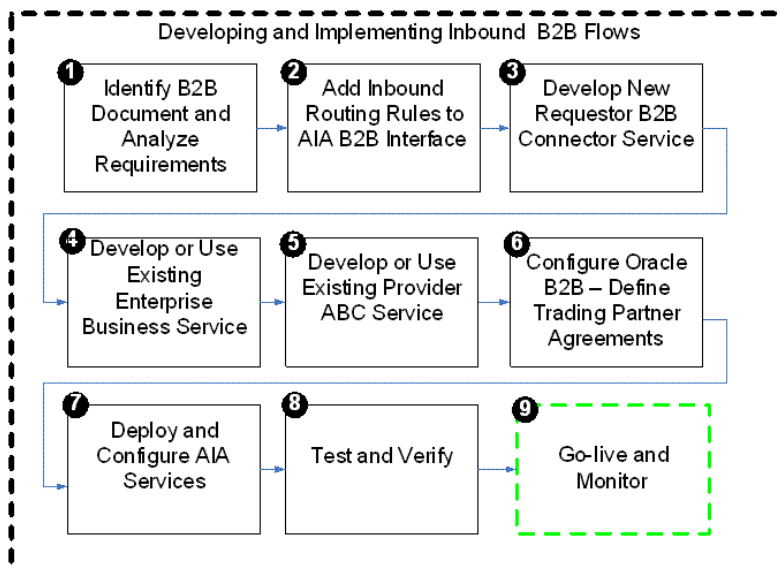 Developing and Implementing Inbound B2B Flows
1
Identify B2B
Document and
Analyze
Requirements
2
Add Inbound
Routing Rules to
AIA B2B Interface
3
Develop New
Requestor B2B
Connector Service
4
Develop or Use
Existing
Enterprise
Business Service
5
Develop or Use
Existing Provider
ABC Service
6
Configure Oracle
B2B – Define
Trading Partner
Agreements
7
Deploy and
Configure AIA
Services
8
Test and Verify
9
Go-live and
Monitor